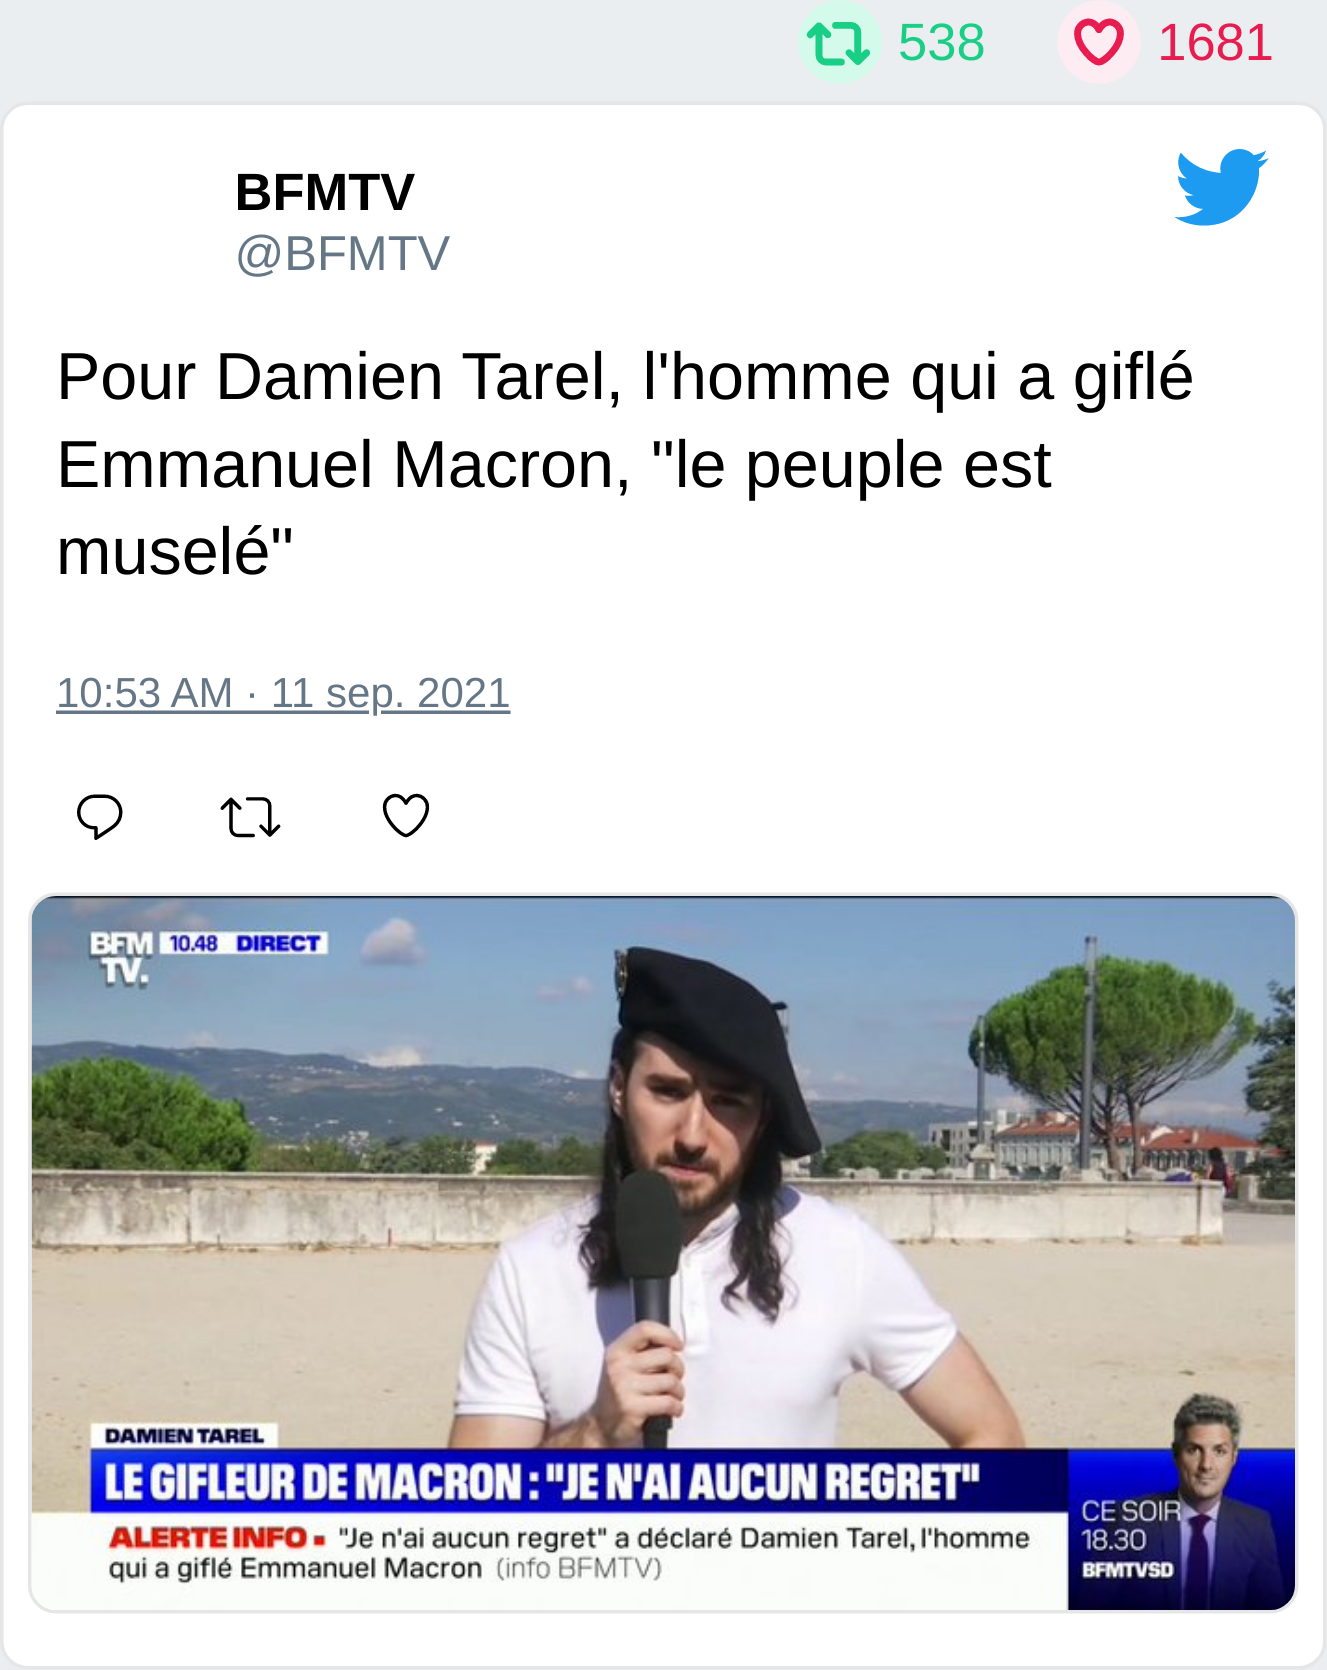 538 1681
BFMTV
@BFMTV
Pour Damien Tarel, l'homme qui a giflé
Emmanuel Macron, "le peuple est
muselé"
10:53 AM · 11 sep. 2021
BFM 10.48 DIRECT
TV.
DAMIEN TAREL
LE GIFLEUR DE MACRON : "JE N'AI AUCUN REGRET"
ALERTE INFO ▪ "Je n'ai aucun regret" a déclaré Damien Tarel, l'homme
qui a giflé Emmanuel Macron (info BFMTV)
CE SOIR
18.30
BFMTVSD